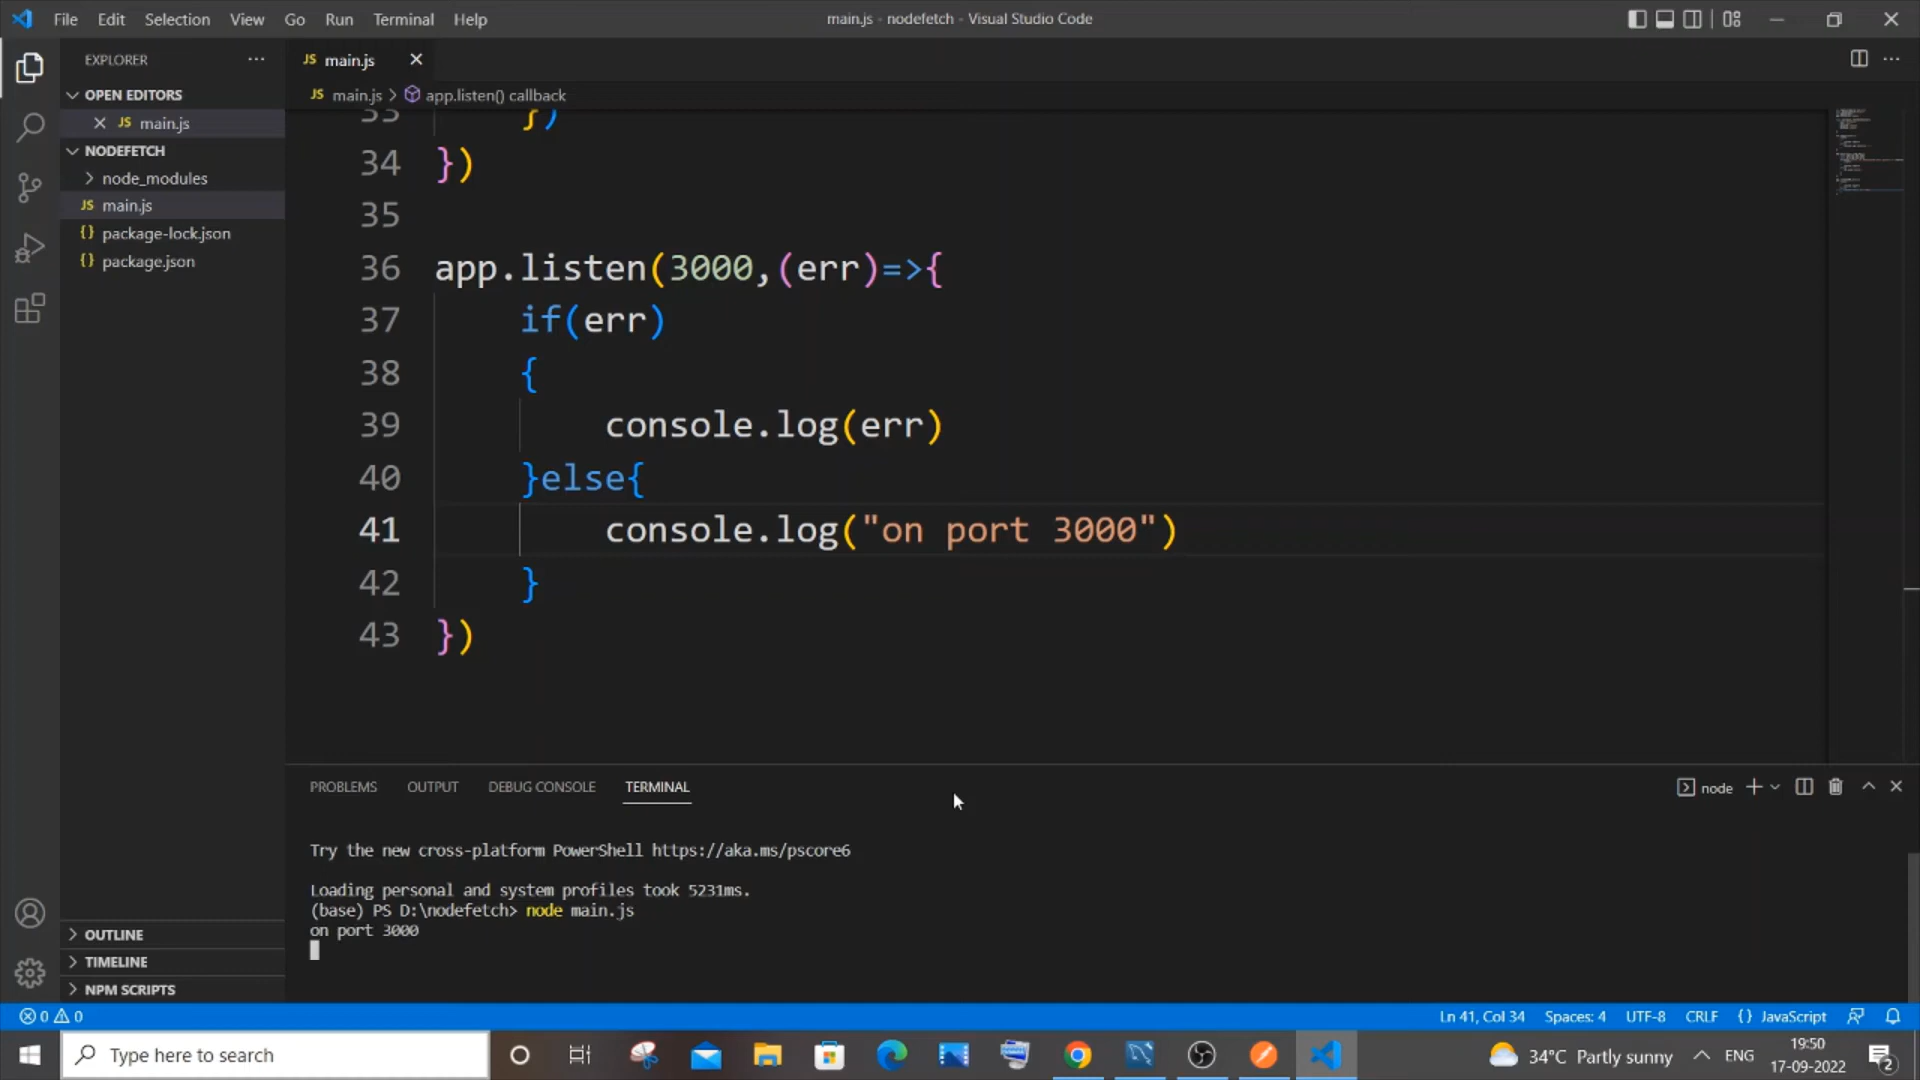 File Edit Selection View Go Run Terminal Help
main.js - nodefetch - Visual Studio Code
EXPLORER
JS main.js
OPEN EDITORS
JS main.js > app.listen() callback
JS main.js
NODEFETCH
node_modules
JS main.js
{} package-lock.json
{} package.json
33 })
34 })
35
36 app.listen(3000,(err)=>{
37 if(err)
38 {
39 console.log(err)
40 }else{
41 console.log("on port 3000")
42 }
43 })
PROBLEMS OUTPUT DEBUG CONSOLE TERMINAL
node
Try the new cross-platform PowerShell https://aka.ms/pscore6
Loading personal and system profiles took 5231ms.
(base) PS D:\nodefetch> node main.js
on port 3000
OUTLINE
TIMELINE
NPM SCRIPTS
0 0
Ln 41, Col 34 Spaces: 4 UTF-8 CRLF {} JavaScript
Type here to search
34°C Partly sunny ENG
19:50
17-09-2022
2